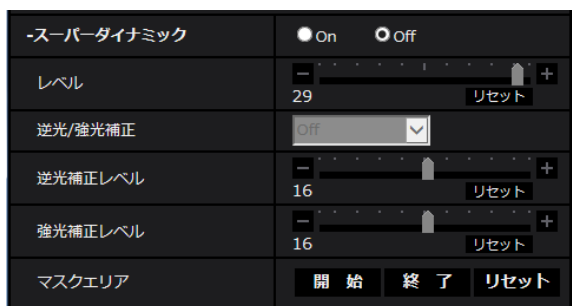 -スーパーダイナミック On Off
レベル − +
29 リセット
逆光/強光補正 Off
逆光補正レベル − +
16 リセット
強光補正レベル − +
16 リセット
マスクエリア 開 始 終 了 リセット